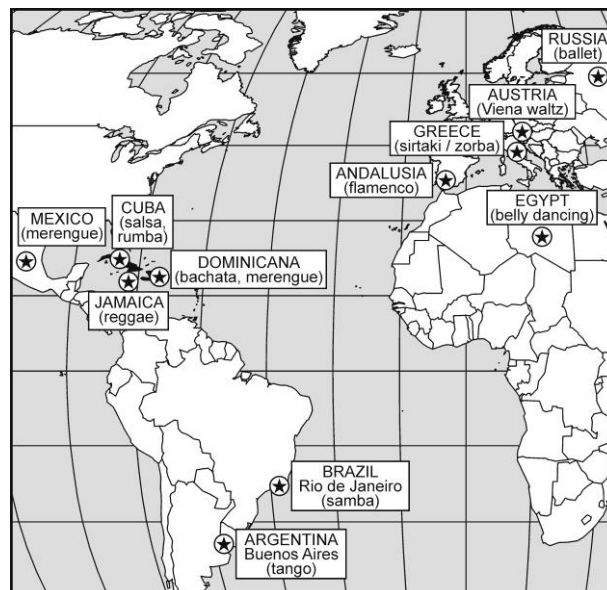 RUSSIA
(ballet)
AUSTRIA
(Viena waltz)
GREECE
(sirtaki / zorba)
ANDALUSIA
(flamenco)
EGYPT
(belly dancing)
MEXICO
(merengue)
CUBA
(salsa,
rumba)
DOMINICANA
(bachata, merengue)
JAMAICA
(reggae)
BRAZIL
Rio de Janeiro
(samba)
ARGENTINA
Buenos Aires
(tango)